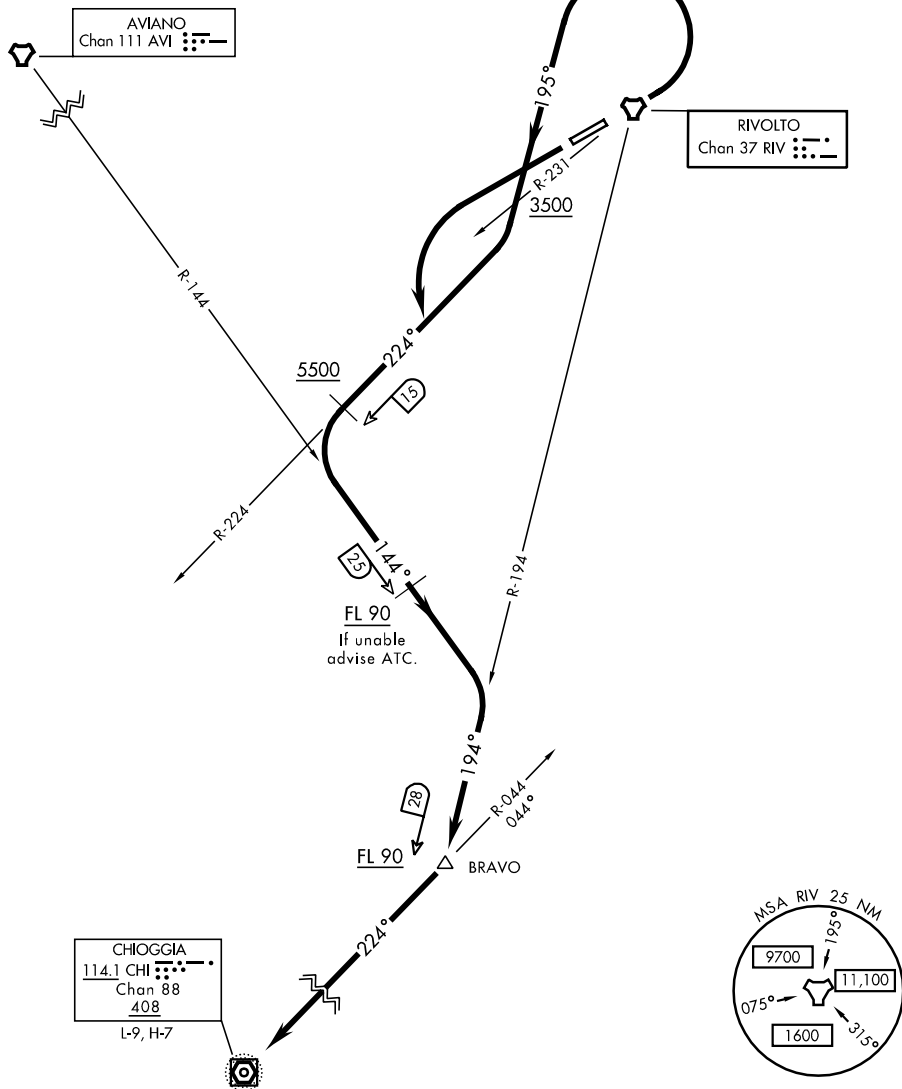 AVIANO
Chan 111 AVI
195°
RIVOLTO
Chan 37 RIV
R-231
3500
R-144
224°
5500
15
R-224
R-194
144°
25
FL 90
If unable
advise ATC.
194°
28
R-044
044°
FL 90
BRAVO
224°
CHIOGGIA
114.1 CHI
Chan 88
408
L-9, H-7
MSA RIV 25 NM
195°
9700
11,100
075°
315°
1600